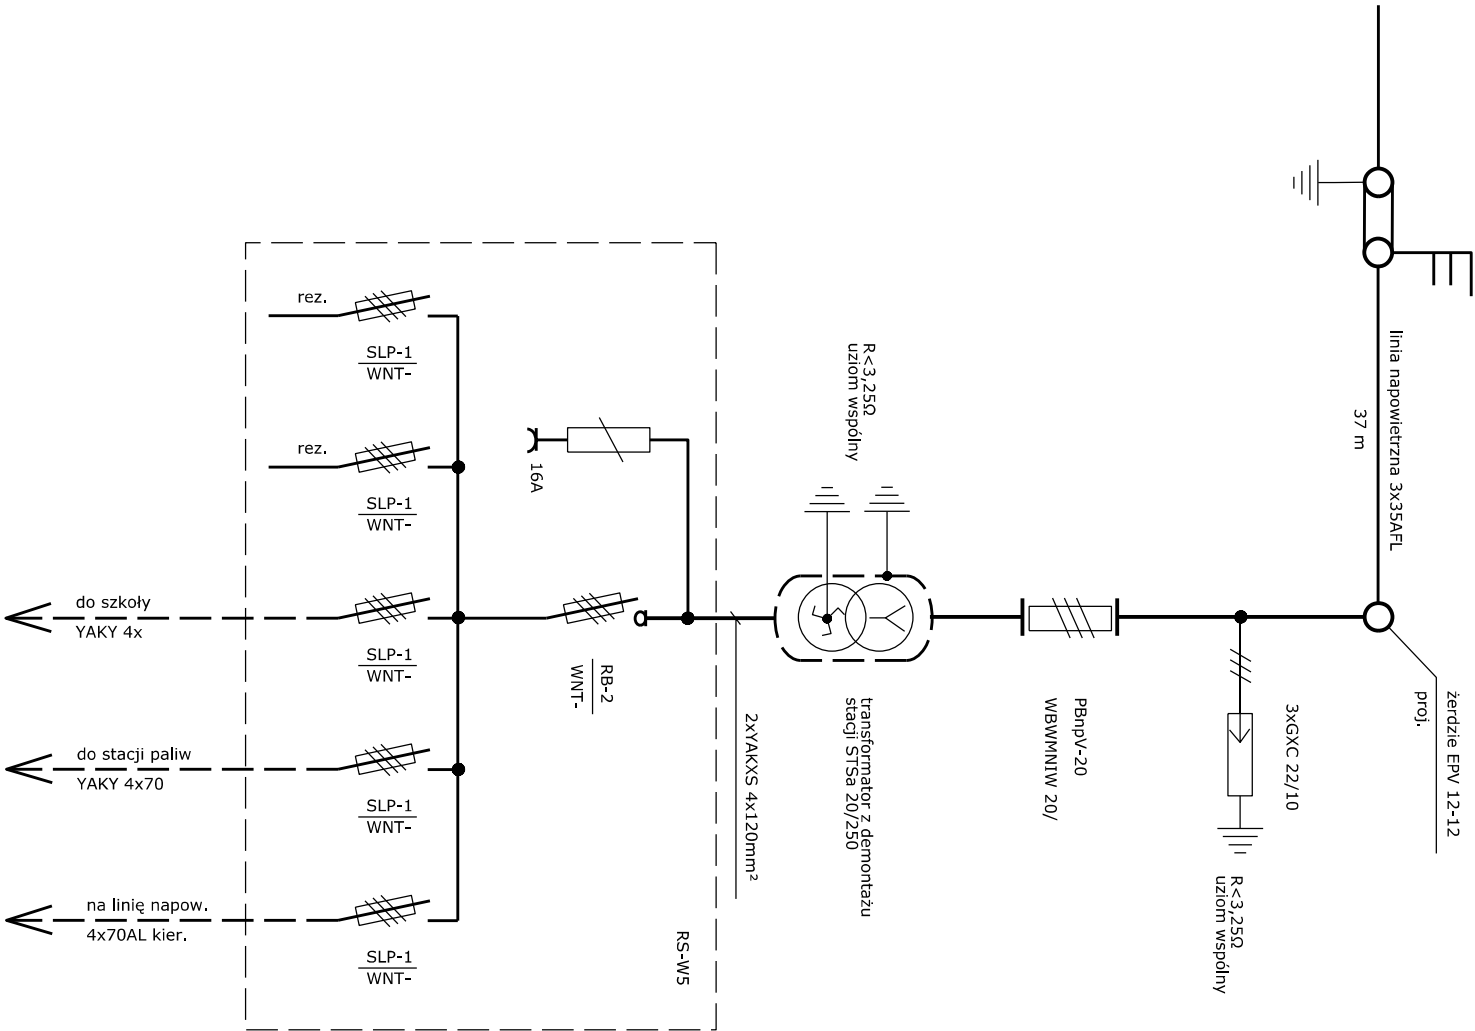 rez.
SLP-1
WNT-
rez.
SLP-1
WNT-
do szkoły
YAKY 4x
SLP-1
WNT-
do stacji paliw
YAKY 4x70
SLP-1
WNT-
na linię napow.
4x70AL kier.
SLP-1
WNT-
16A
RB-2
WNT-
RS-W5
2xYAKXS 4x120mm²
R<3,25Ω
uziom wspólny
transformator z demontażu
stacji STSa 20/250
PBnpV-20
WBWMNIW 20/
3xGXC 22/10
R<3,25Ω
uziom wspólny
linia napowietrzna 3x35AFL
37 m
żerdzie EPV 12-12
proj.